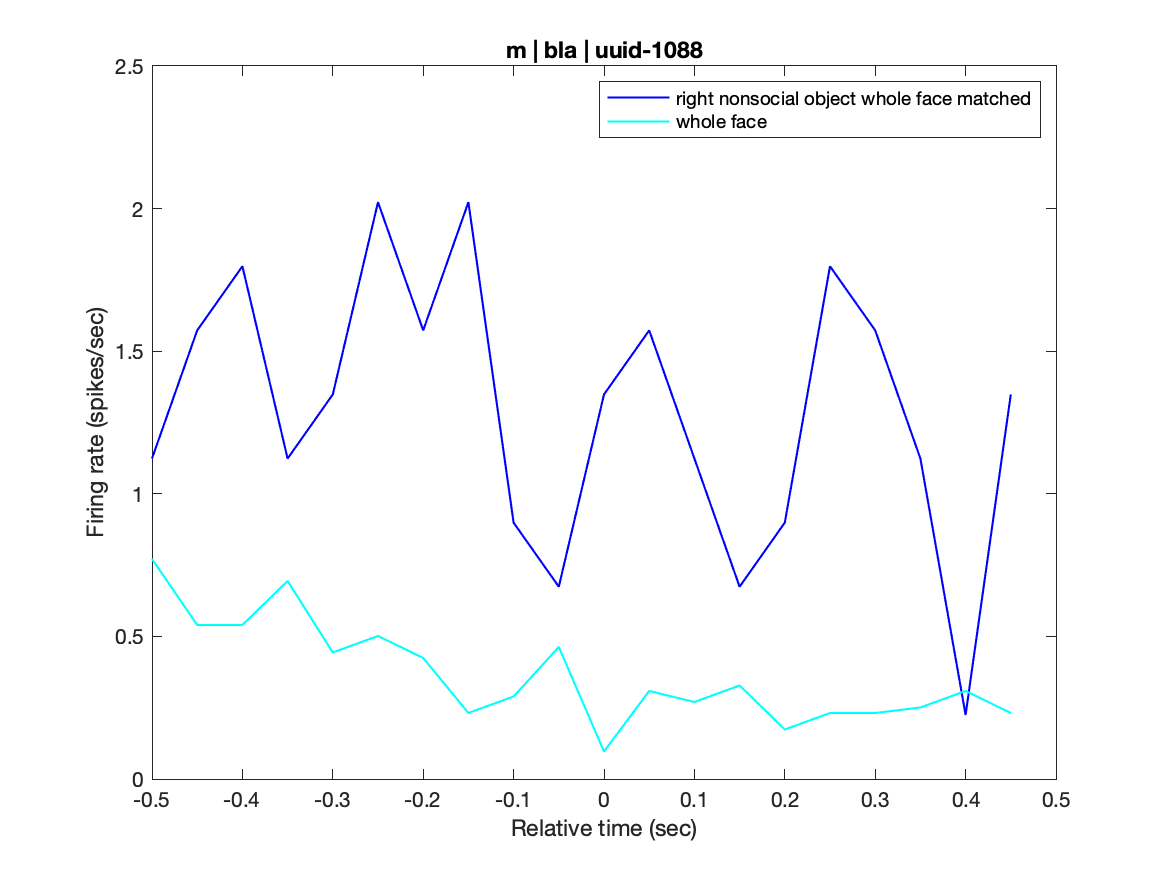 m | bla | uuid-1088
right nonsocial object whole face matched
whole face
Firing rate (spikes/sec)
2.5
2
1.5
1
0.5
0
-0.5 -0.4 -0.3 -0.2 -0.1 0 0.1 0.2 0.3 0.4 0.5
Relative time (sec)